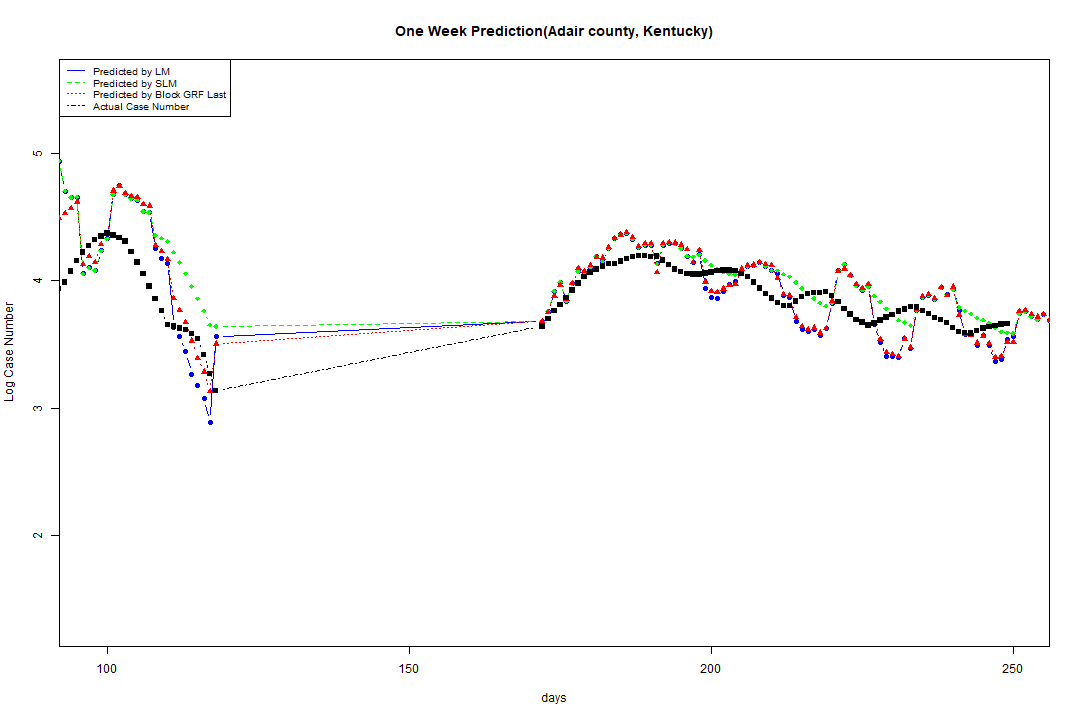 One Week Prediction(Adair county, Kentucky)
Predicted by LM
Predicted by SLM
Predicted by Block GRF Last
Actual Case Number
5
4
3
2
Log Case Number
100 150 200 250
days